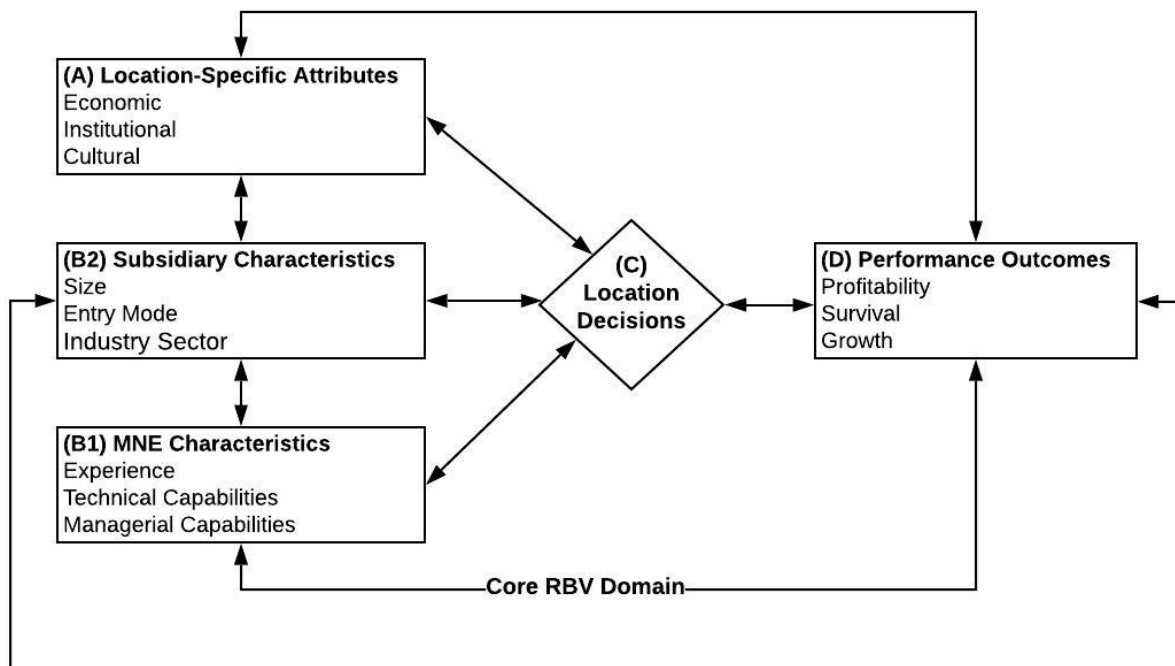 (A) Location-Specific Attributes
Economic
Institutional
Cultural
(B2) Subsidiary Characteristics
Size
Entry Mode
Industry Sector
(B1) MNE Characteristics
Experience
Technical Capabilities
Managerial Capabilities
(C)
Location
Decisions
(D) Performance Outcomes
Profitability
Survival
Growth
Core RBV Domain